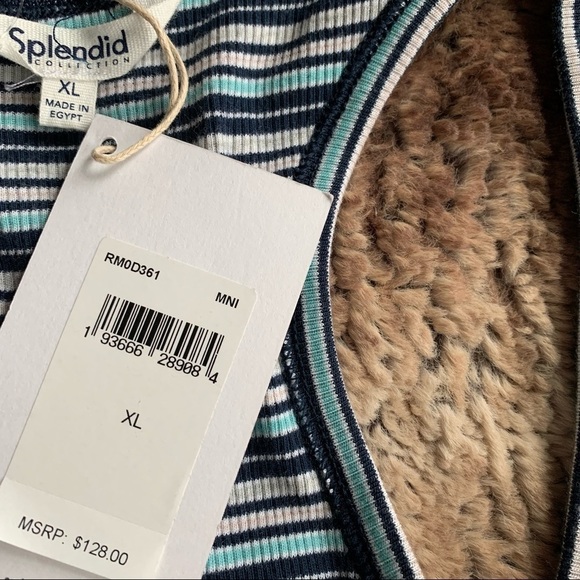 Splendid
COLLECTION
XL
MADE IN
EGYPT
RM0D361
MNI
1 93666 28908 4
XL
MSRP: $128.00